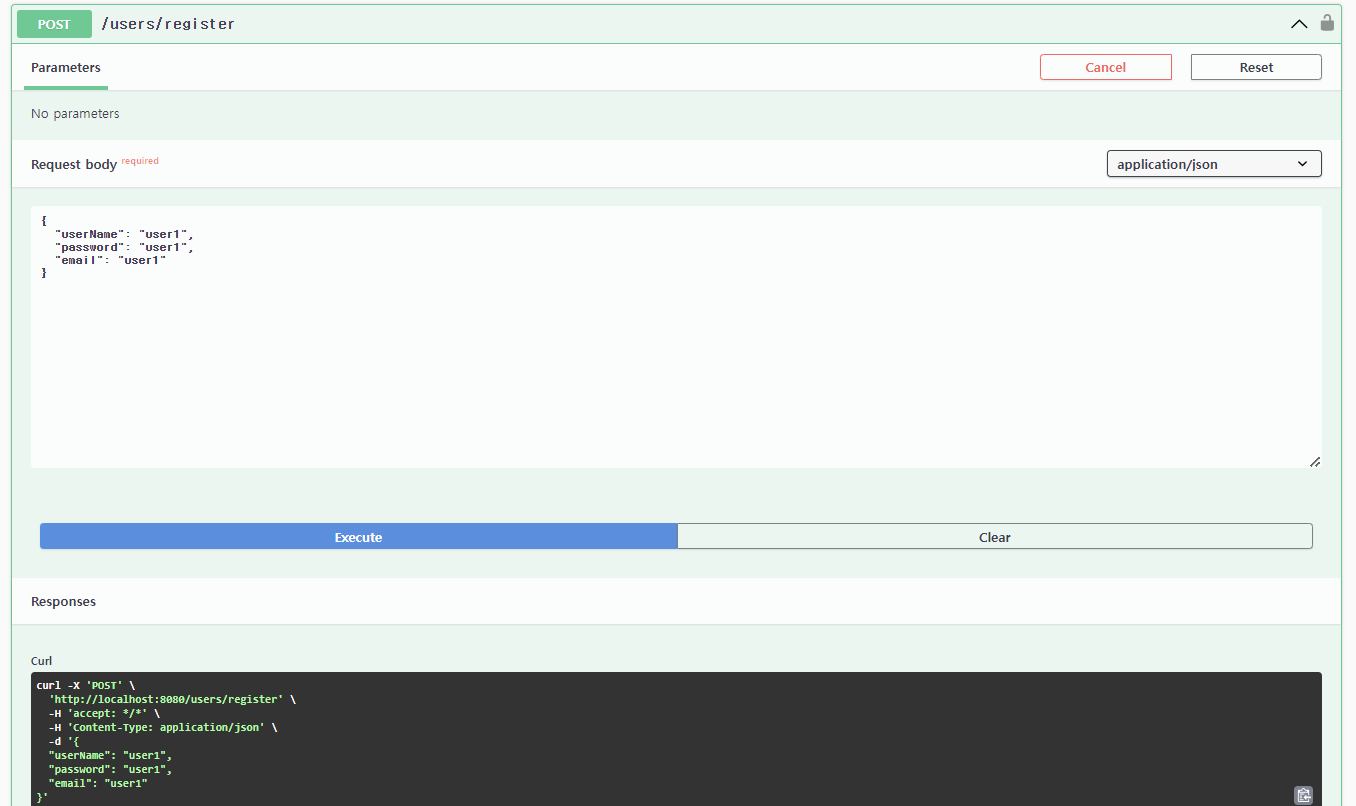 POST /users/register
Parameters
Cancel
Reset
No parameters
Request body required
application/json
{
  "userName": "user1",
  "password": "user1",
  "email": "user1"
}
Execute
Clear
Responses
Curl
curl -X 'POST' \
  'http://localhost:8080/users/register' \
  -H 'accept: */*' \
  -H 'Content-Type: application/json' \
  -d '{
  "userName": "user1",
  "password": "user1",
  "email": "user1"
}'